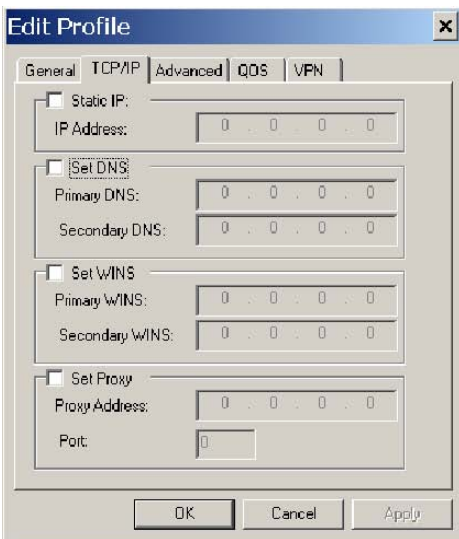 Edit Profile
General TCP/IP Advanced QOS VPN
Static IP:
IP Address: 0 . 0 . 0 . 0
Set DNS
Primary DNS: 0 . 0 . 0 . 0
Secondary DNS: 0 . 0 . 0 . 0
Set WINS
Primary WINS: 0 . 0 . 0 . 0
Secondary WINS: 0 . 0 . 0 . 0
Set Proxy
Proxy Address: 0 . 0 . 0 . 0
Port: 0
OK Cancel Apply